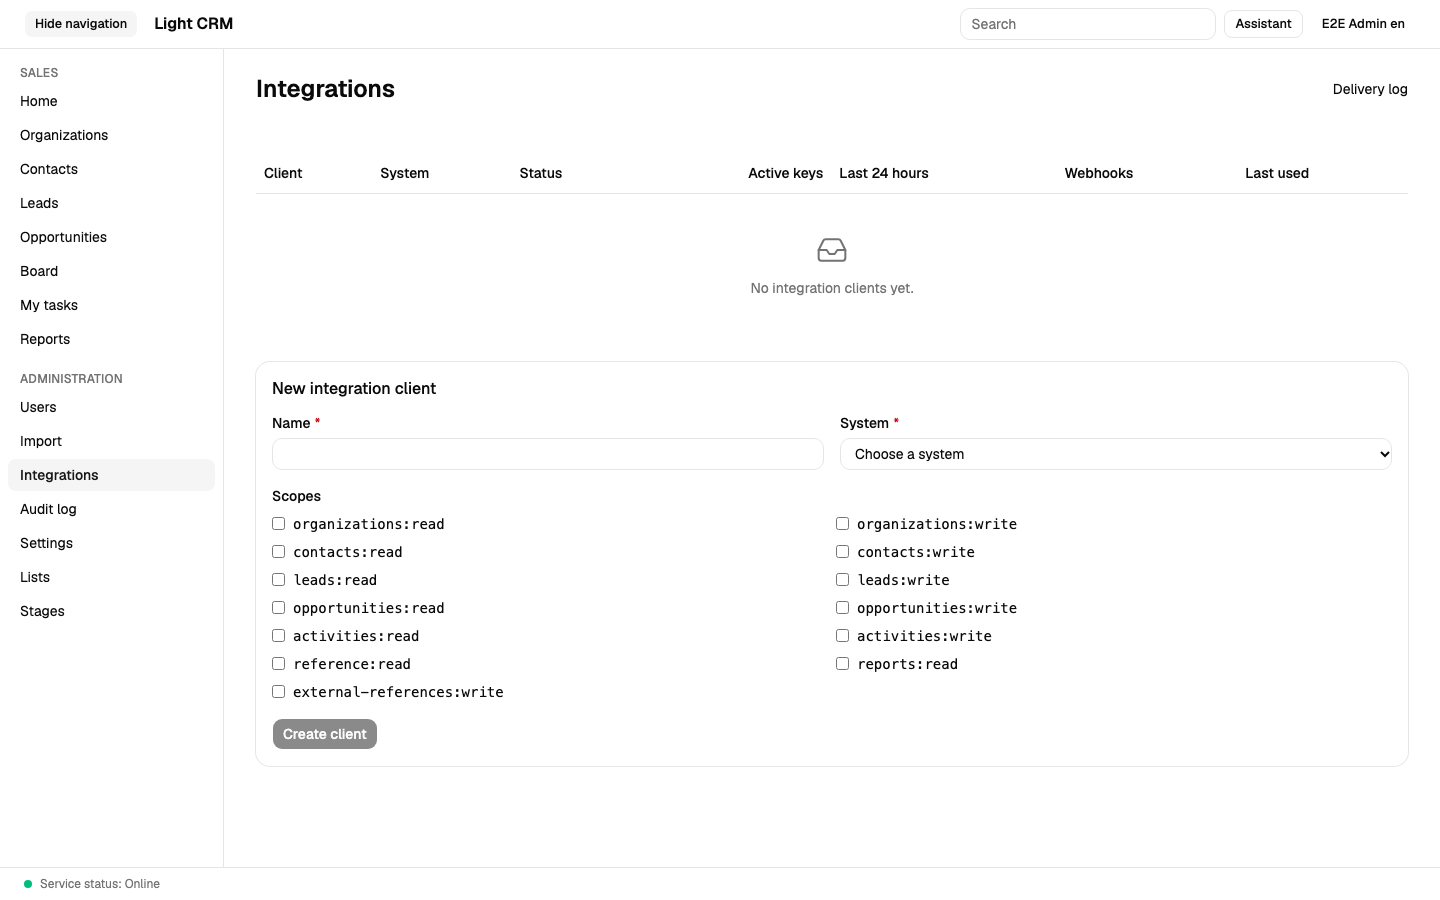 Hide navigation
Light CRM
Search
Assistant
E2E Admin en
SALES
Home
Organizations
Contacts
Leads
Opportunities
Board
My tasks
Reports
ADMINISTRATION
Users
Import
Integrations
Audit log
Settings
Lists
Stages
Integrations
Delivery log
Client System Status Active keys Last 24 hours Webhooks Last used
No integration clients yet.
New integration client
Name * System *
Choose a system
Scopes
organizations:read organizations:write
contacts:read contacts:write
leads:read leads:write
opportunities:read opportunities:write
activities:read activities:write
reference:read reports:read
external-references:write
Create client
Service status: Online